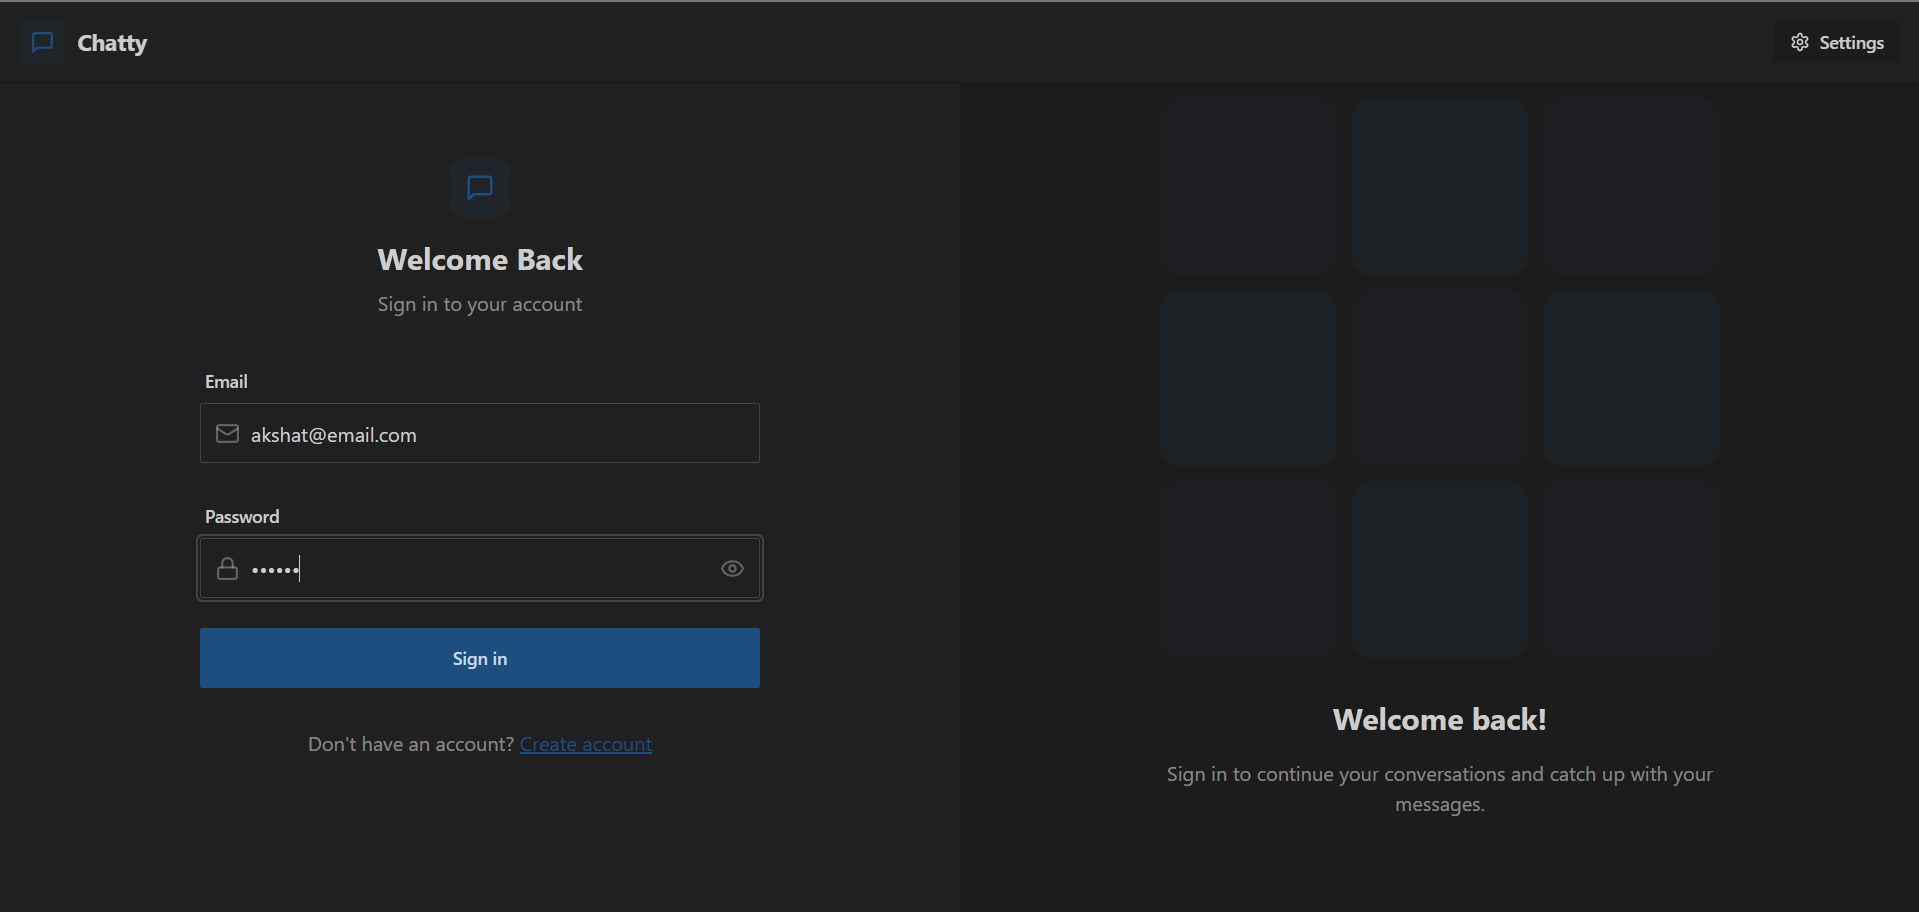 Chatty
Settings
Welcome Back
Sign in to your account
Email
akshat@email.com
Password
••••••
Sign in
Don't have an account? Create account
Welcome back!
Sign in to continue your conversations and catch up with your
messages.